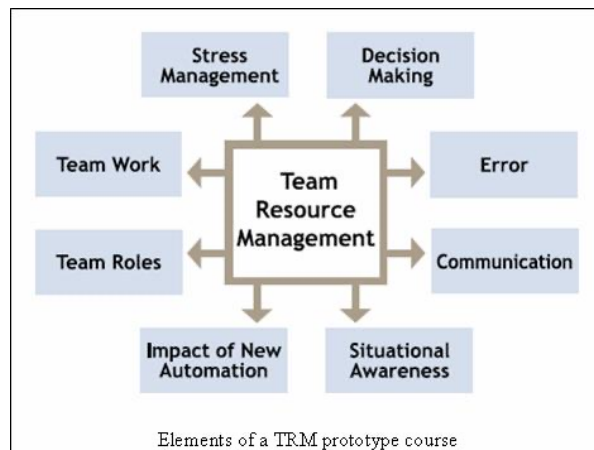 Stress
Management
Decision
Making
Team Work
Team
Resource
Management
Error
Team Roles
Communication
Impact of New
Automation
Situational
Awareness
Elements of a TRM prototype course